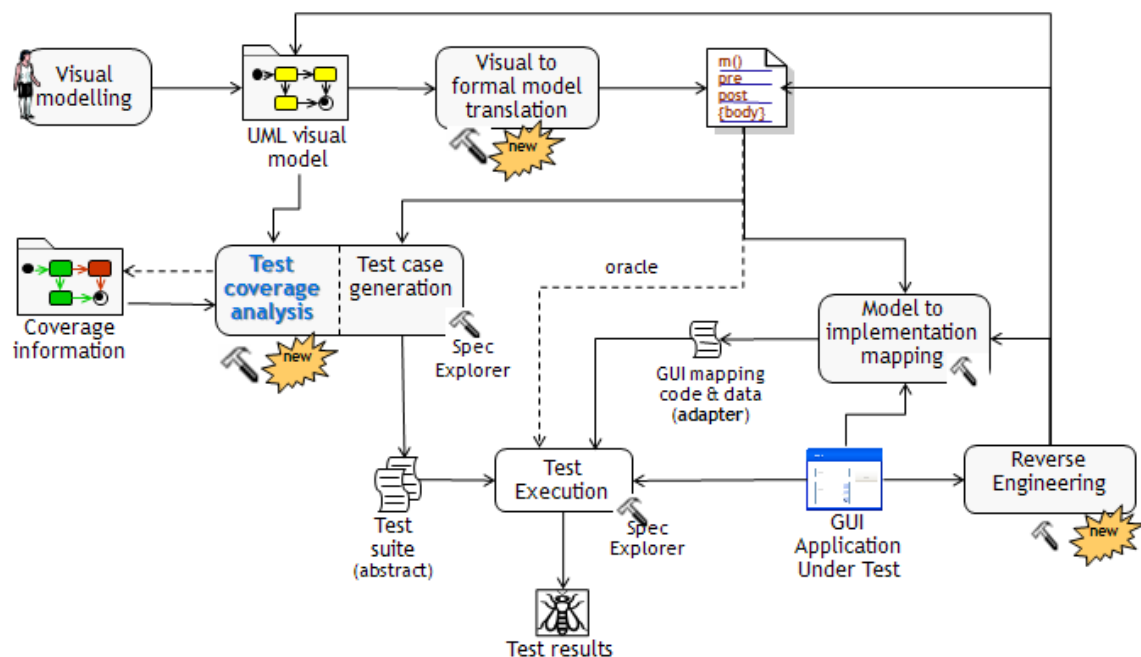 Visual
modelling
UML visual
model
Visual to
formal model
translation
new
m()
pre
post
{body}
Coverage
information
Test
coverage
analysis
new
Test case
generation
Spec
Explorer
oracle
Model to
implementation
mapping
GUI mapping
code & data
(adapter)
Test
suite
(abstract)
Test
Execution
Spec
Explorer
GUI
Application
Under Test
Reverse
Engineering
new
Test results